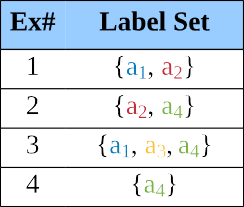 Ex# Label Set
1 {a₁, a₂}
2 {a₂, a₄}
3 {a₁, a₃, a₄}
4 {a₄}